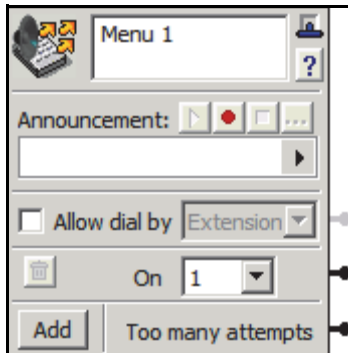 Menu 1
?
Announcement:
...
Allow dial by Extension
On 1
Add Too many attempts